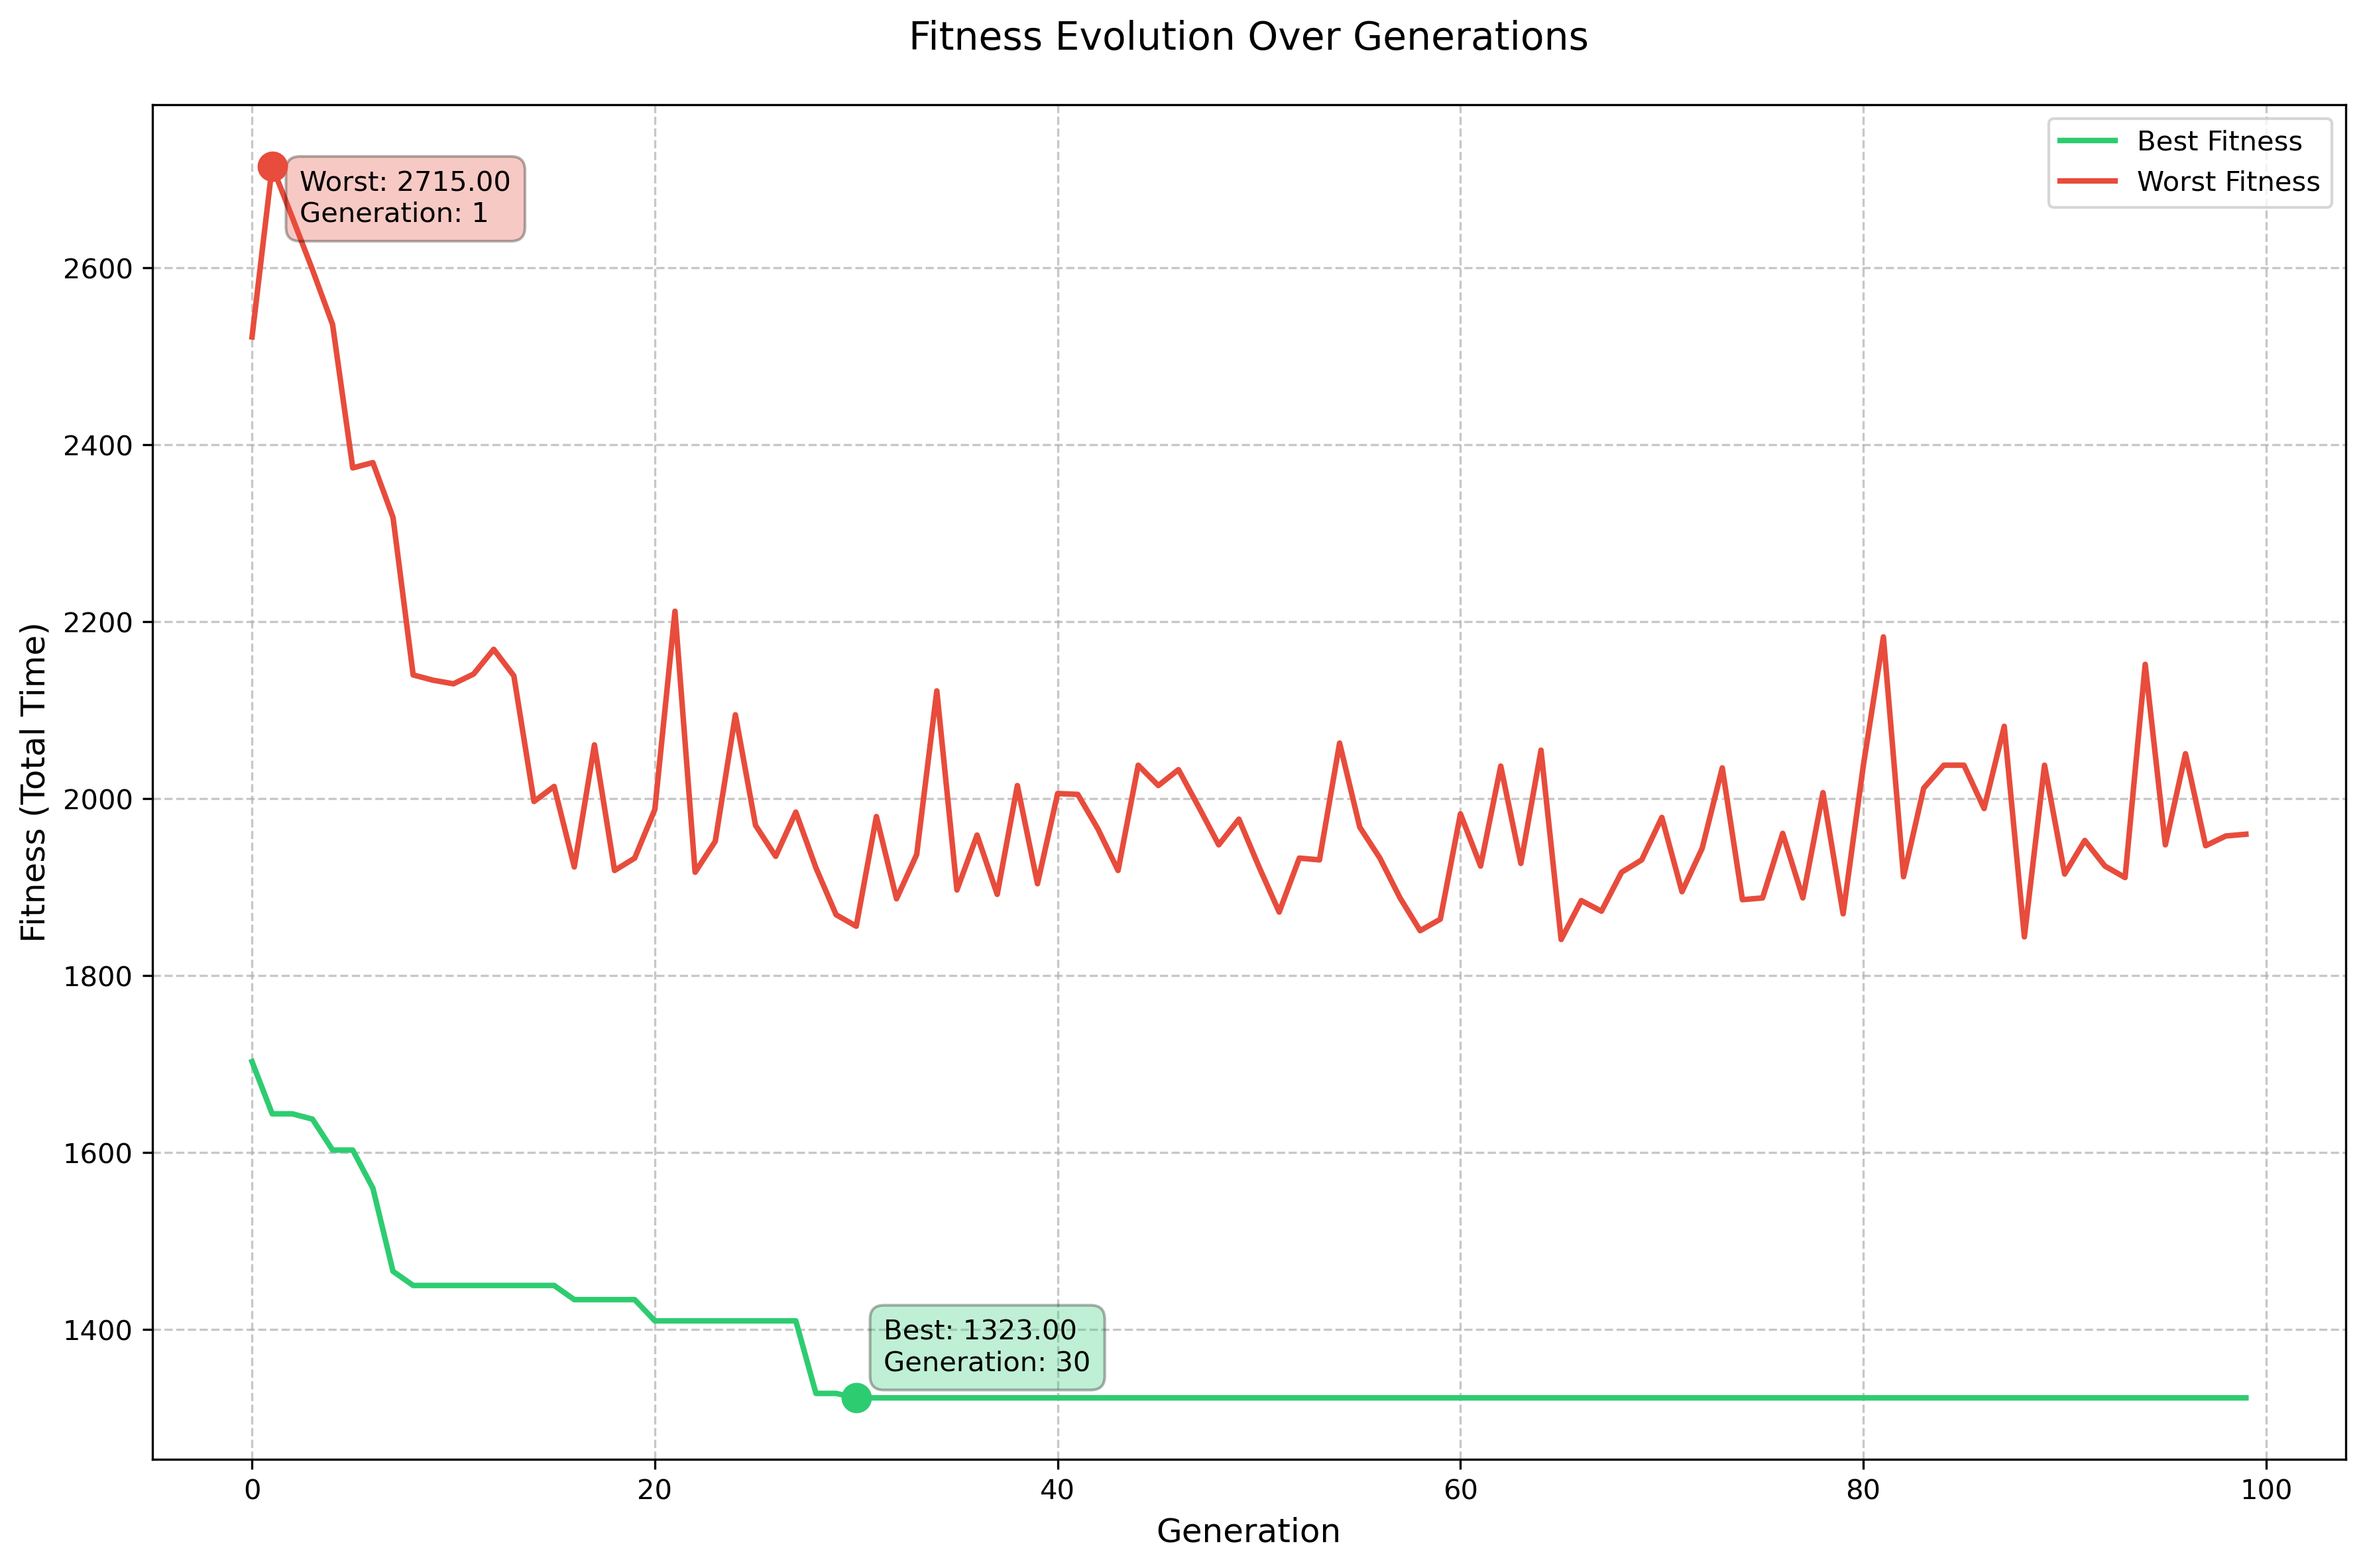 Fitness Evolution Over Generations
Best Fitness
Worst Fitness
Worst: 2715.00
Generation: 1
2600
2400
2200
2000
1800
1600
1400
Fitness (Total Time)
Best: 1323.00
Generation: 30
0
20
40
60
80
100
Generation